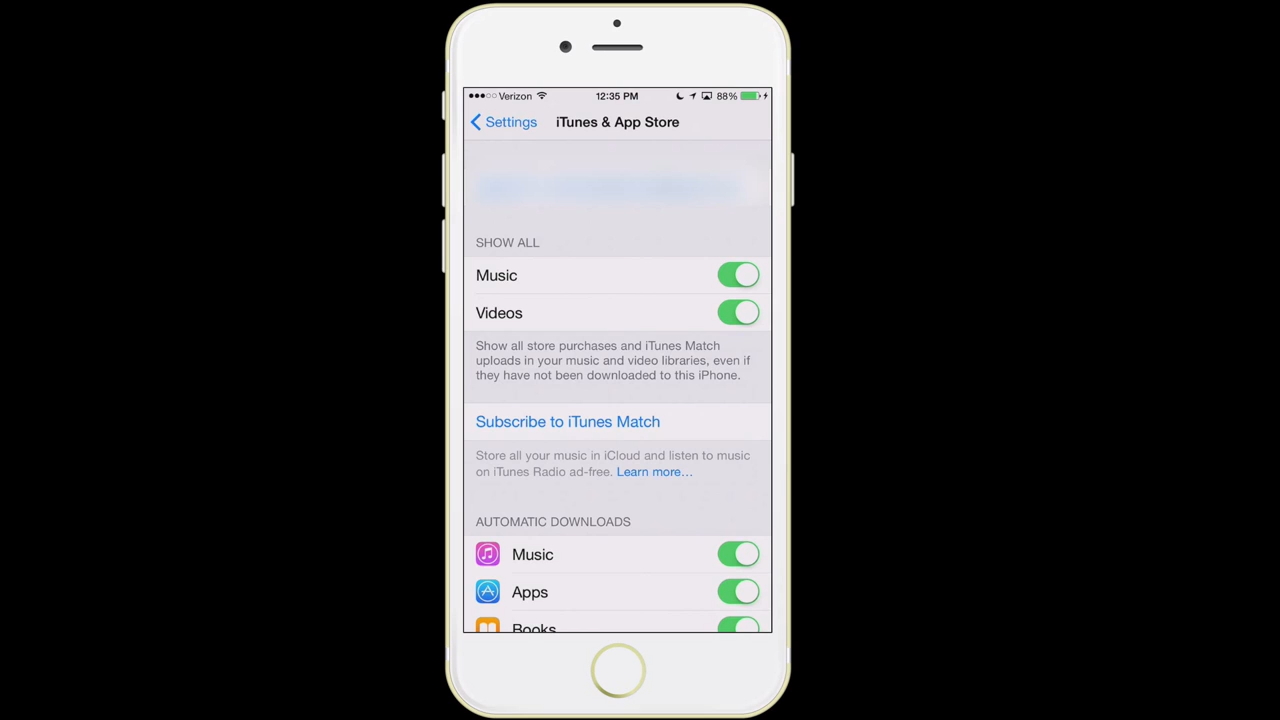 Verizon 12:35 PM 88%
Settings iTunes & App Store
SHOW ALL
Music
Videos
Show all store purchases and iTunes Match
uploads in your music and video libraries, even if
they have not been downloaded to this iPhone.
Subscribe to iTunes Match
Store all your music in iCloud and listen to music
on iTunes Radio ad-free. Learn more...
AUTOMATIC DOWNLOADS
Music
Apps
Books